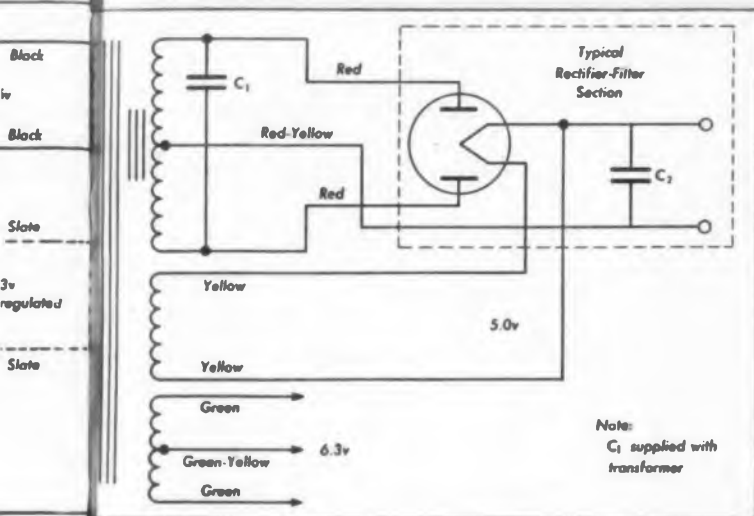 Black
Black
Slate
3v
regulated
Slate
Red
C1
Red-Yellow
Red
Typical
Rectifier-Filter
Section
C2
Yellow
5.0v
Yellow
Green
6.3v
Green-Yellow
Green
Note:
C1 supplied with
transformer